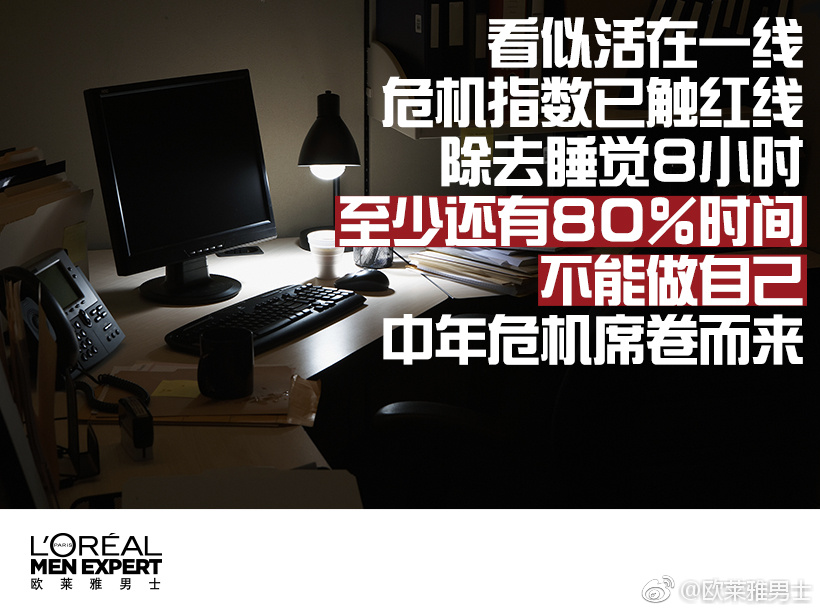 看似活在一线
危机指数已触红线
除去睡觉8小时
至少还有80%时间
不能做自己
中年危机席卷而来
L'ORÉAL
PARIS
MEN EXPERT
欧莱雅男士
@欧莱雅男士